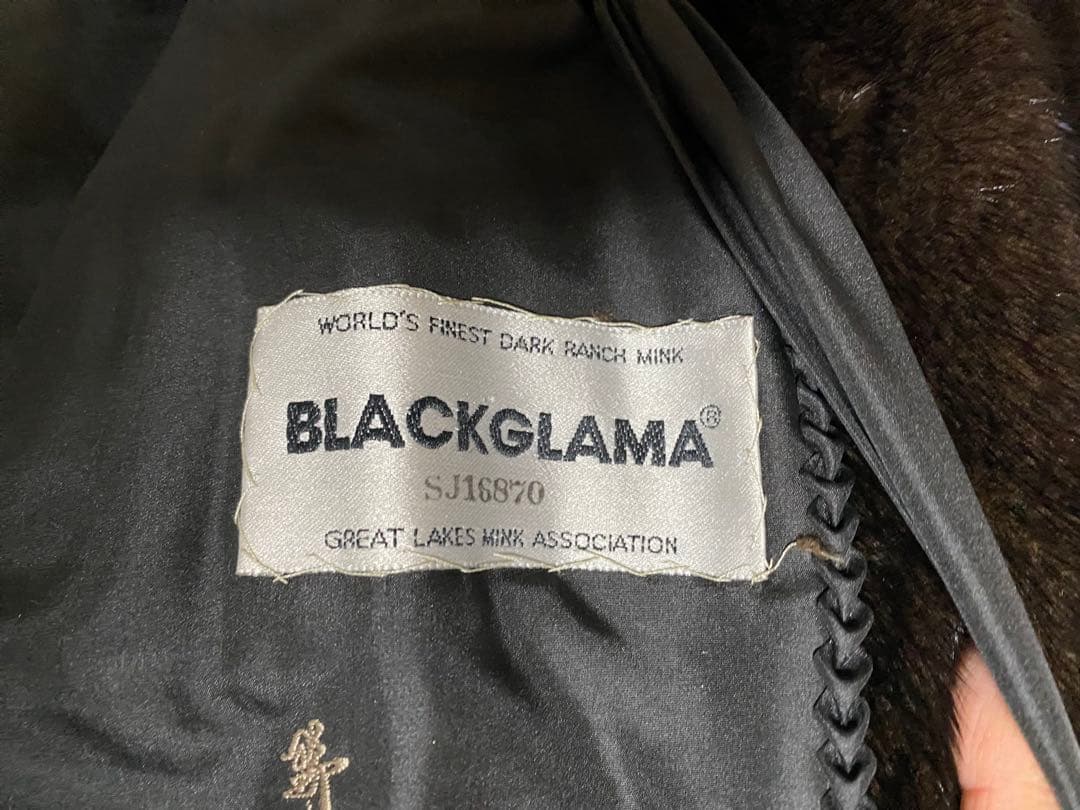 WORLD'S FINEST DARK RANCH MINK
BLACKGLAMA®
SJ16870
GREAT LAKES MINK ASSOCIATION